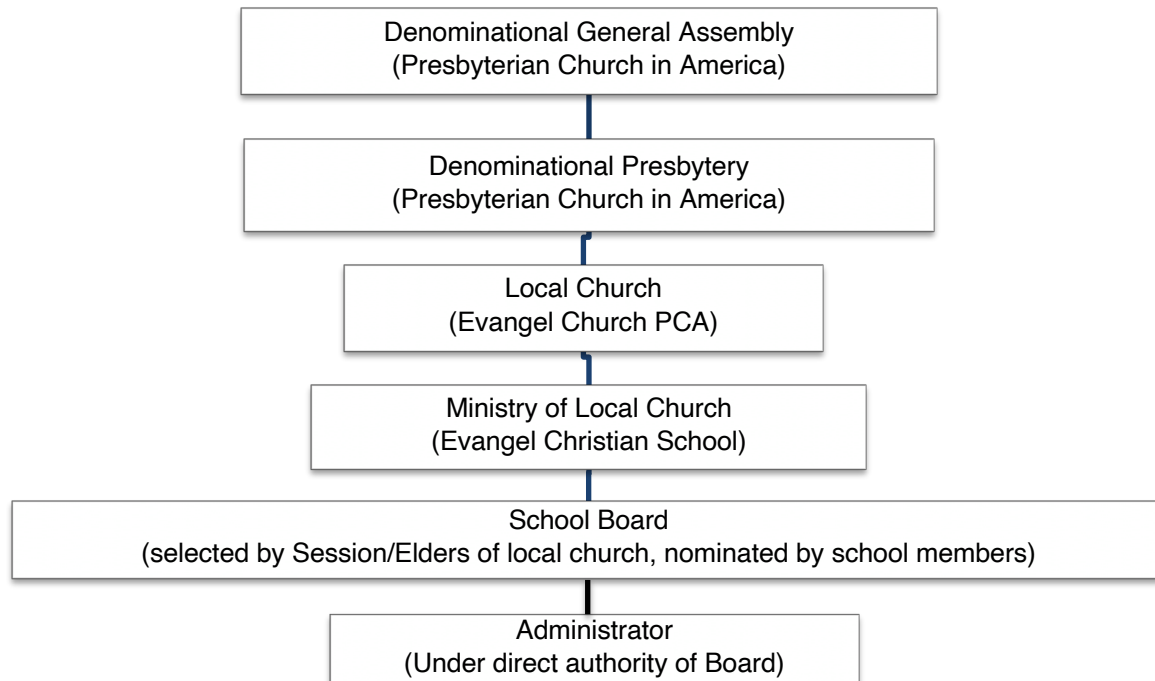 Denominational General Assembly
(Presbyterian Church in America)
Denominational Presbytery
(Presbyterian Church in America)
Local Church
(Evangel Church PCA)
Ministry of Local Church
(Evangel Christian School)
School Board
(selected by Session/Elders of local church, nominated by school members)
Administrator
(Under direct authority of Board)